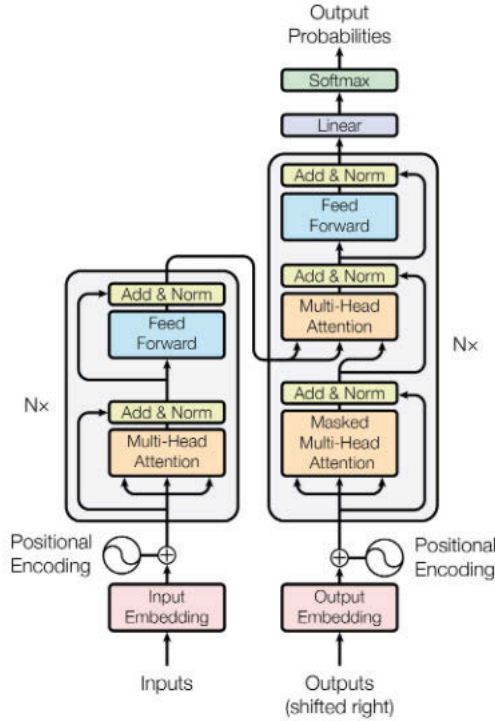 Output
Probabilities
Softmax
Linear
Add & Norm
Feed
Forward
Add & Norm
Multi-Head
Attention
Add & Norm
Masked
Multi-Head
Attention
Nx
Add & Norm
Feed
Forward
Add & Norm
Multi-Head
Attention
Nx
Positional
Encoding
Positional
Encoding
Input
Embedding
Output
Embedding
Inputs
Outputs
(shifted right)